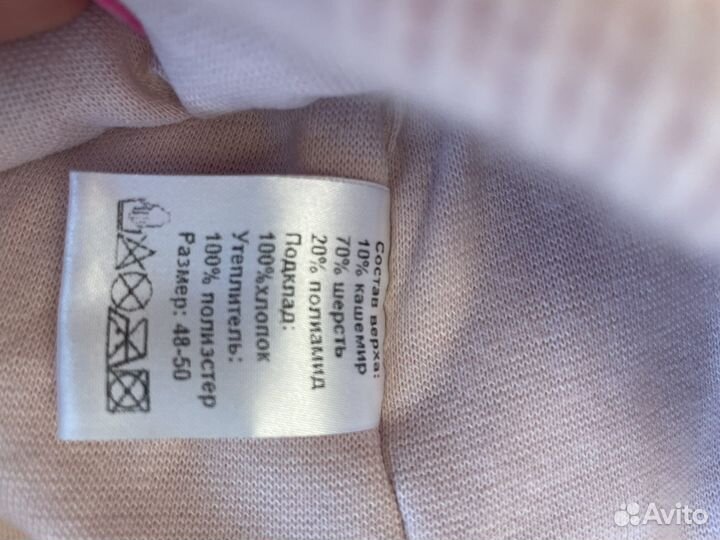 Состав верха:
10% кашемир
70% шерсть
20% полиамид
Подклад:
100%хлопок
Утеплитель:
100% полиэстер
Размер: 48-50
Avito